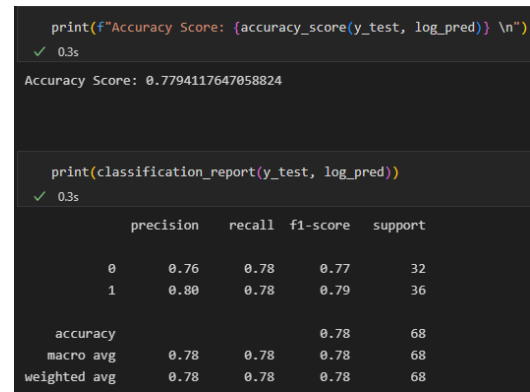 print(f"Accuracy Score: {accuracy_score(y_test, log_pred)} \n")
✓ 0.3s
Accuracy Score: 0.7794117647058824
print(classification_report(y_test, log_pred))
✓ 0.3s
precision recall f1-score support
0 0.76 0.78 0.77 32
1 0.80 0.78 0.79 36
accuracy 0.78 68
macro avg 0.78 0.78 0.78 68
weighted avg 0.78 0.78 0.78 68